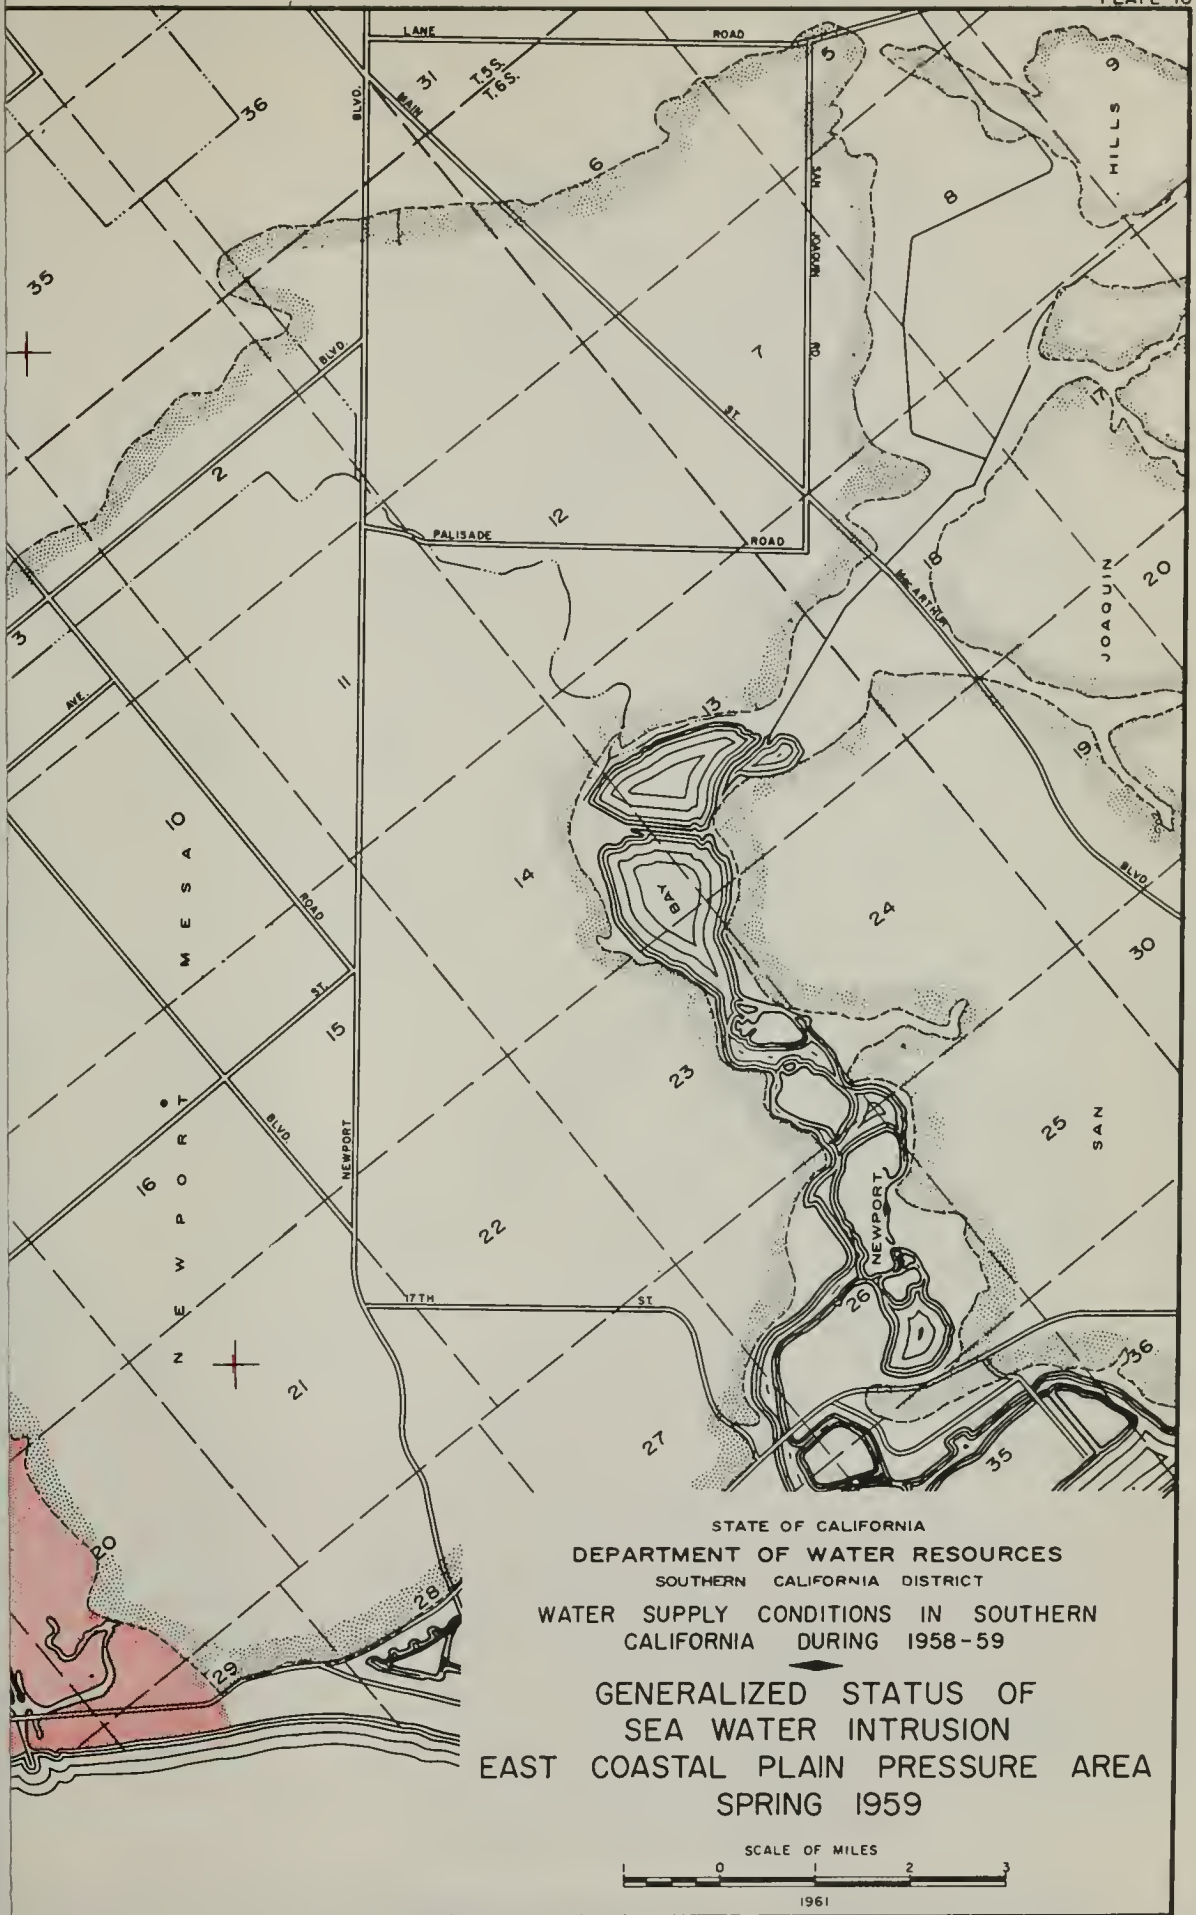 LANE ROAD
31
T.5S.
T.6S.
36
BLVD.
MAIN
5
9
HILLS
6
SAN JOAQUIN RD
8
35
BLVD.
7
17
ST.
2
12
PALISADE ROAD
18
20
JOAQUIN
MacARTHUR
3
11
AVE.
13
19
10
MESA
14
BAY
ROAD
24
BLVD.
30
ST.
15
23
BLVD.
NEWPORT
25
SAN
16
NEWPORT
22
NEWPORT
17TH ST.
26
21
27
36
35
20
28
29
STATE OF CALIFORNIA
DEPARTMENT OF WATER RESOURCES
SOUTHERN CALIFORNIA DISTRICT
WATER SUPPLY CONDITIONS IN SOUTHERN
CALIFORNIA DURING 1958-59
GENERALIZED STATUS OF
SEA WATER INTRUSION
EAST COASTAL PLAIN PRESSURE AREA
SPRING 1959
SCALE OF MILES
1 0 1 2 3
1961